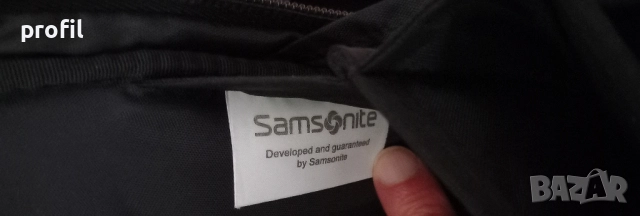 profil
Samsonite
Developed and guaranteed
by Samsonite
BAZAR